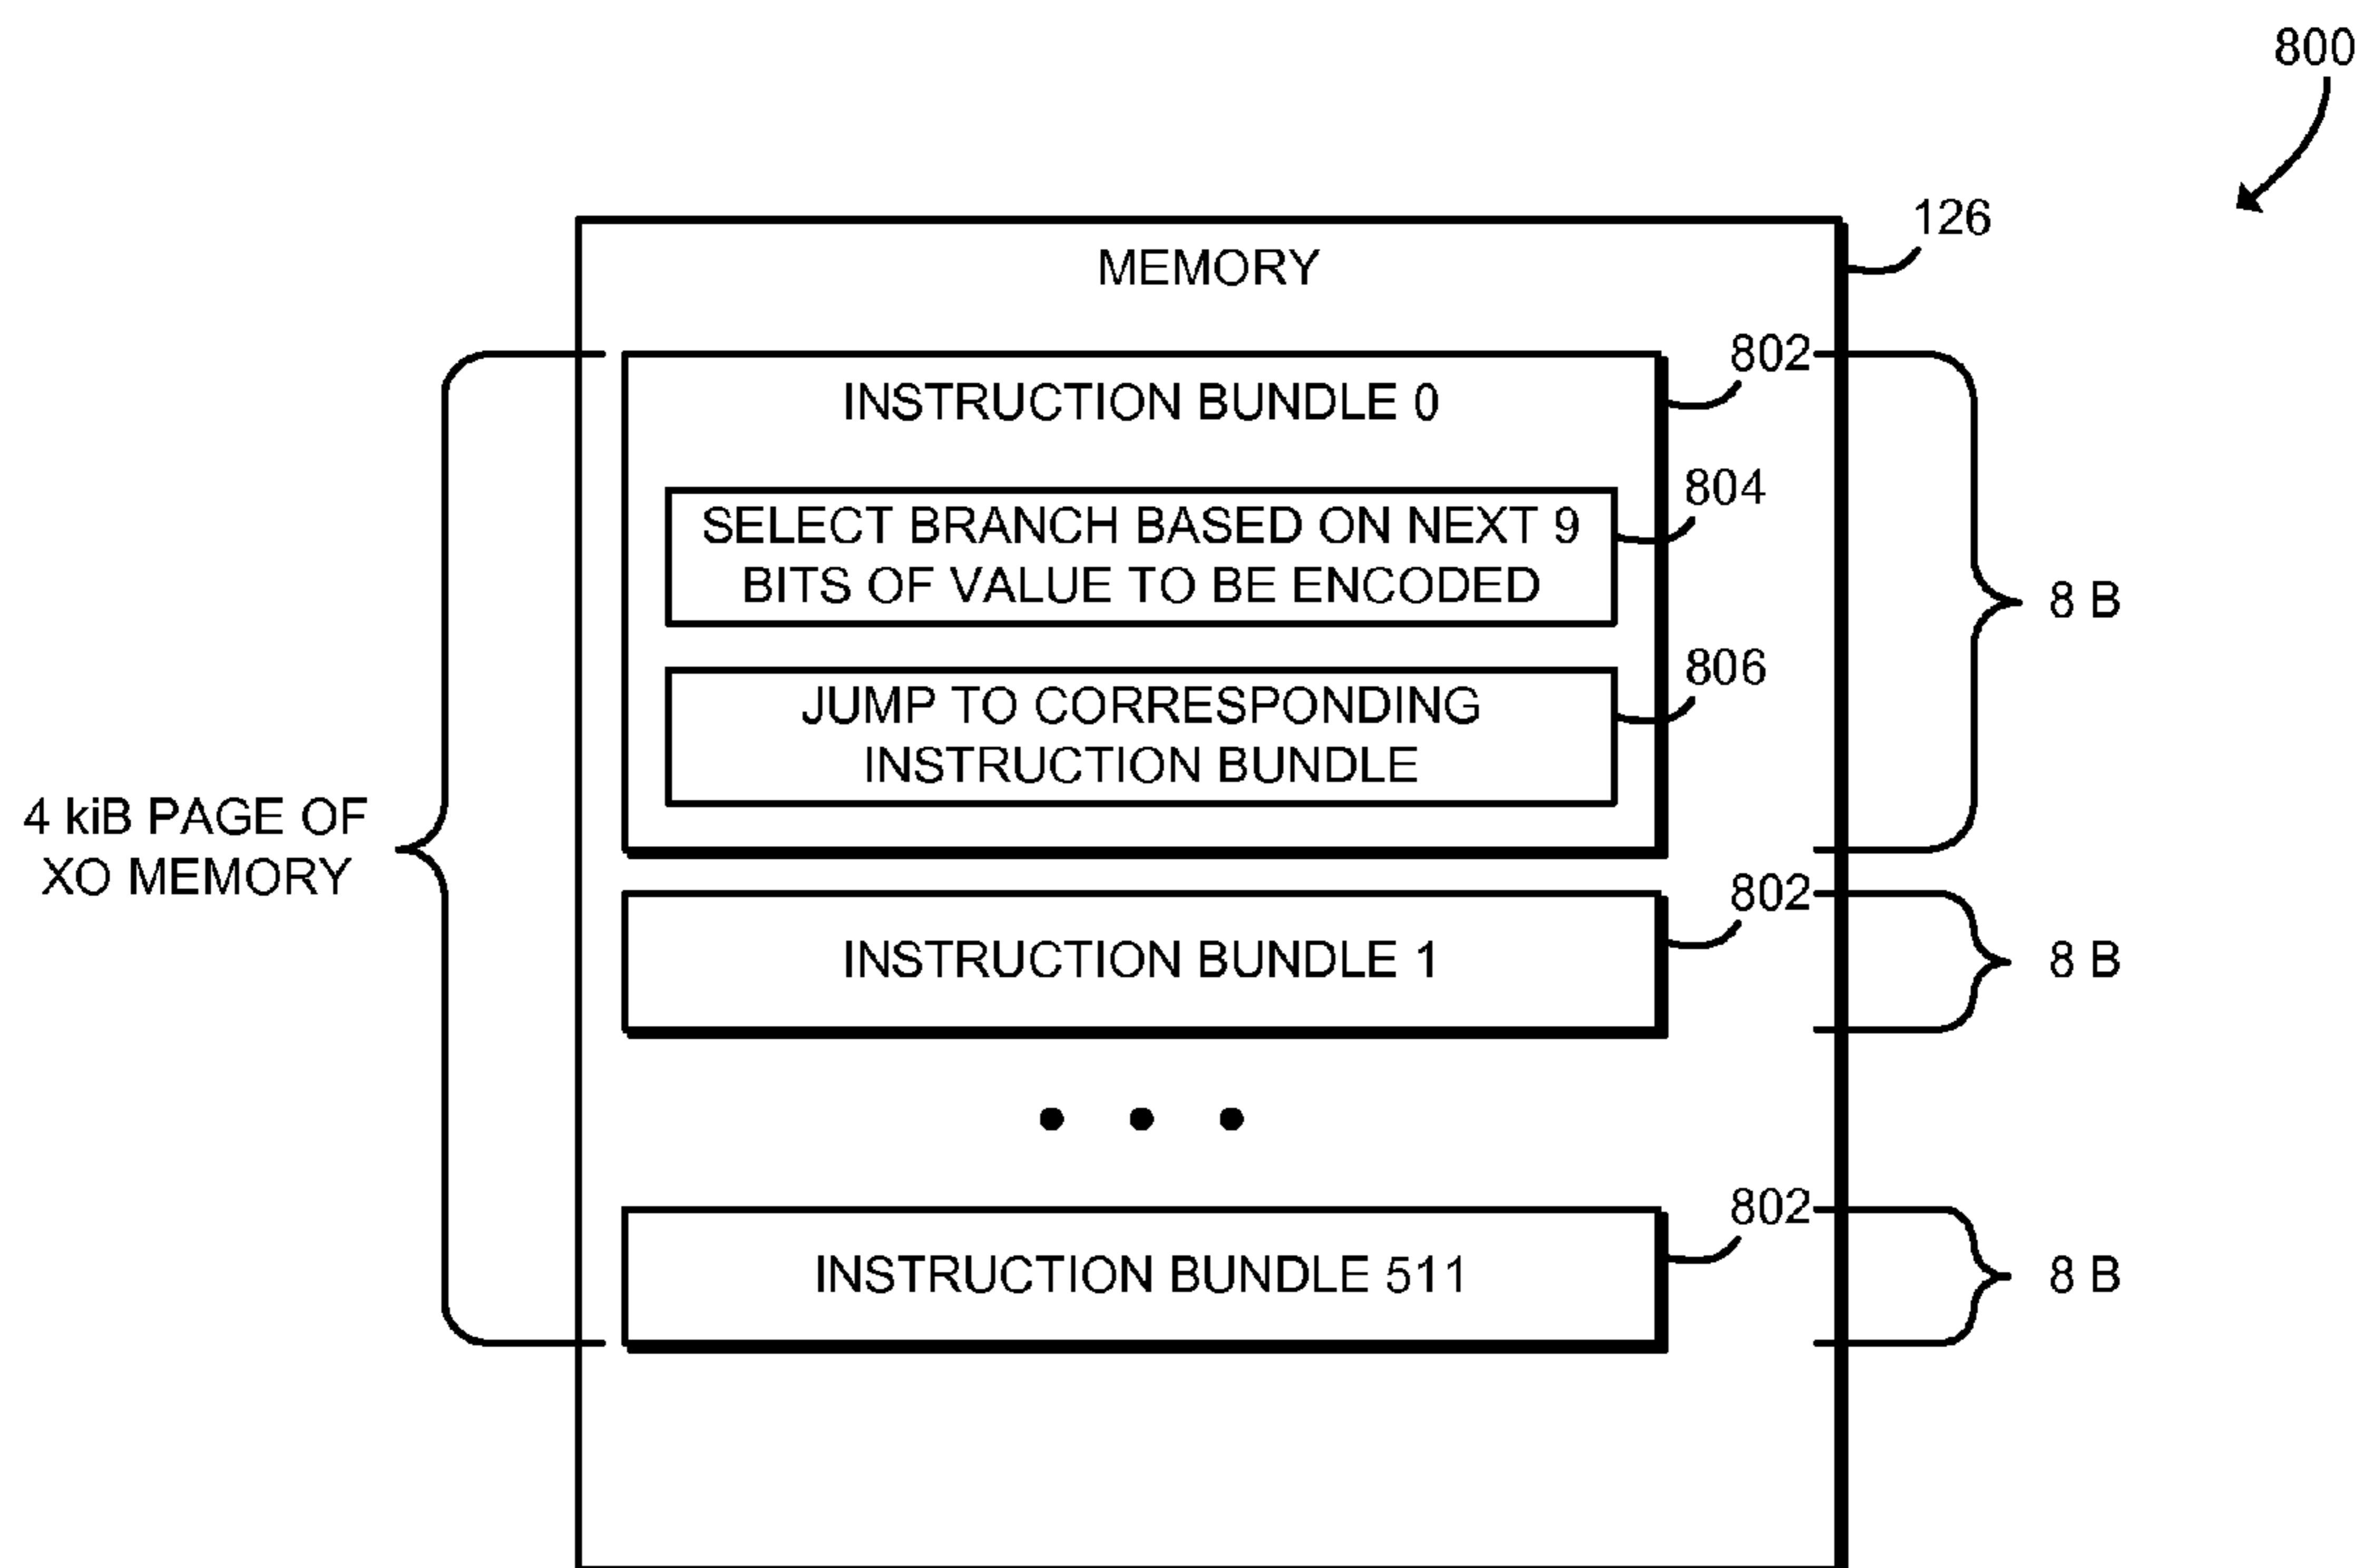 800
126
MEMORY
802
INSTRUCTION BUNDLE 0
804
SELECT BRANCH BASED ON NEXT 9
BITS OF VALUE TO BE ENCODED
8 B
806
JUMP TO CORRESPONDING
INSTRUCTION BUNDLE
4 kiB PAGE OF
XO MEMORY
802
INSTRUCTION BUNDLE 1
8 B
• • •
802
INSTRUCTION BUNDLE 511
8 B